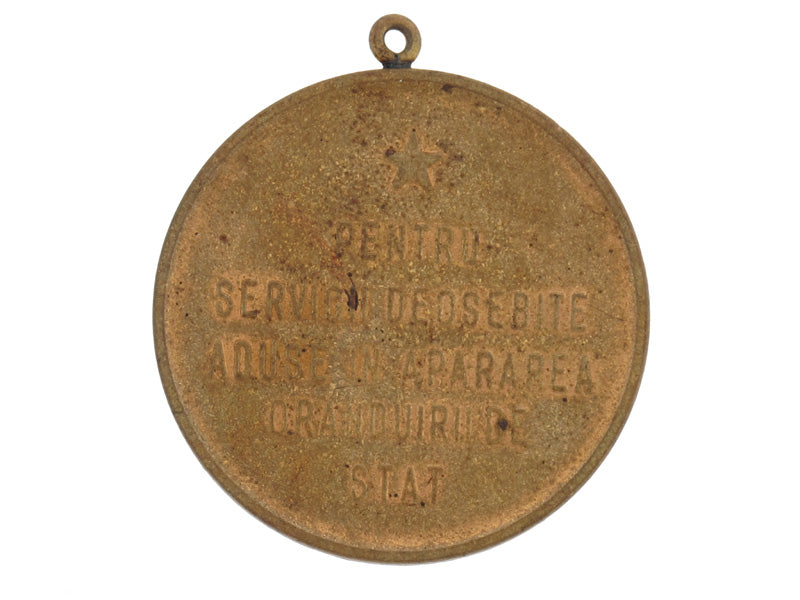 PENTRU
SERVICII DEOSEBITE
ADUSE IN APARAREA
ORANDUIRII DE
STAT